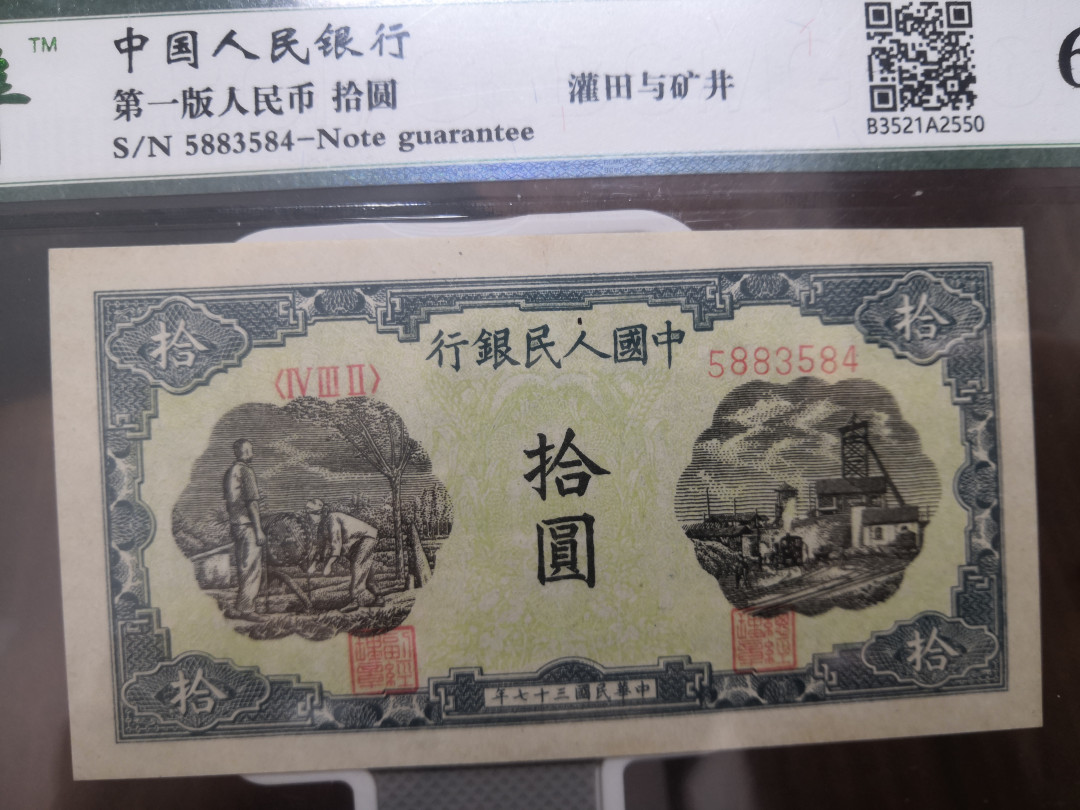 TM
中国人民银行
第一版人民币 拾圆
灌田与矿井
S/N 5883584-Note guarantee
B3521A2550
6
拾
拾
行銀民人國中
〈IV III II〉
5883584
拾
圓
拾
拾
年七十三國民華中